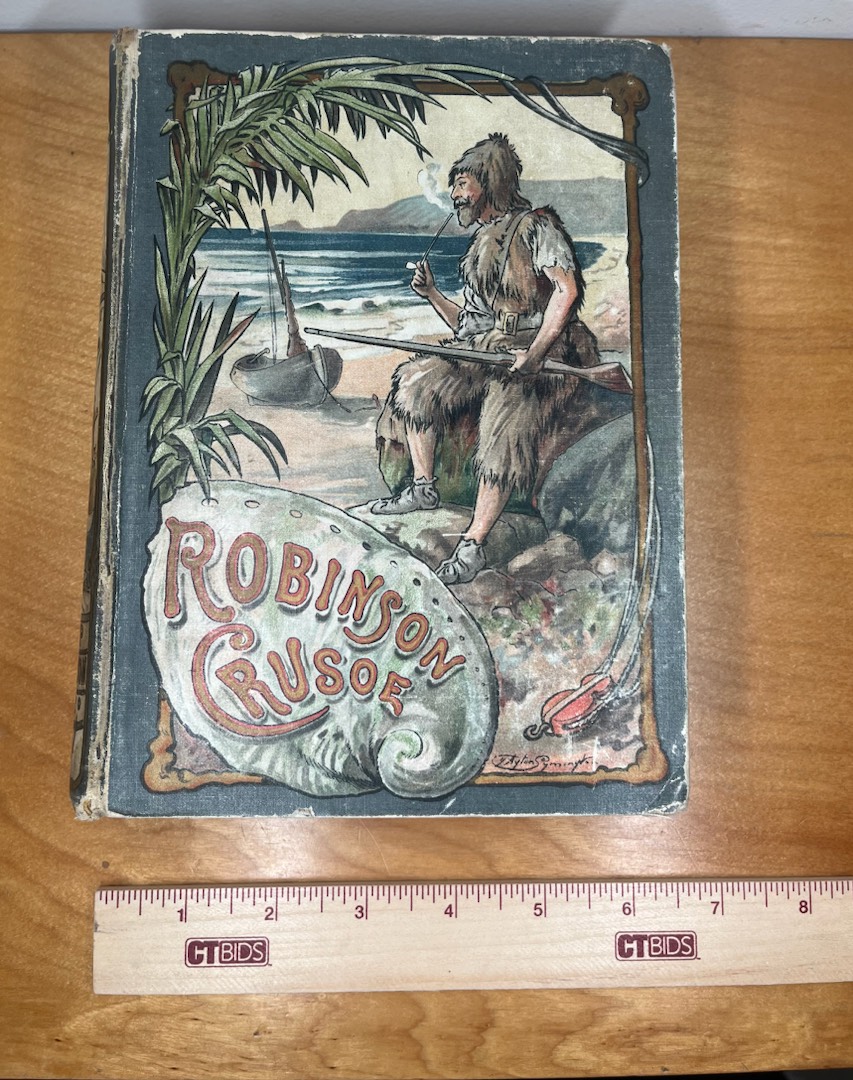 ROBINSON
CRUSOE
1 2 3 4 5 6 7 8
CTBIDS CTBIDS